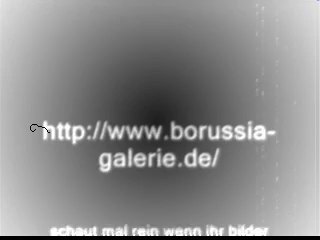 http://www.borussia-
galerie.de/
schaut mal rein wenn ihr bilder